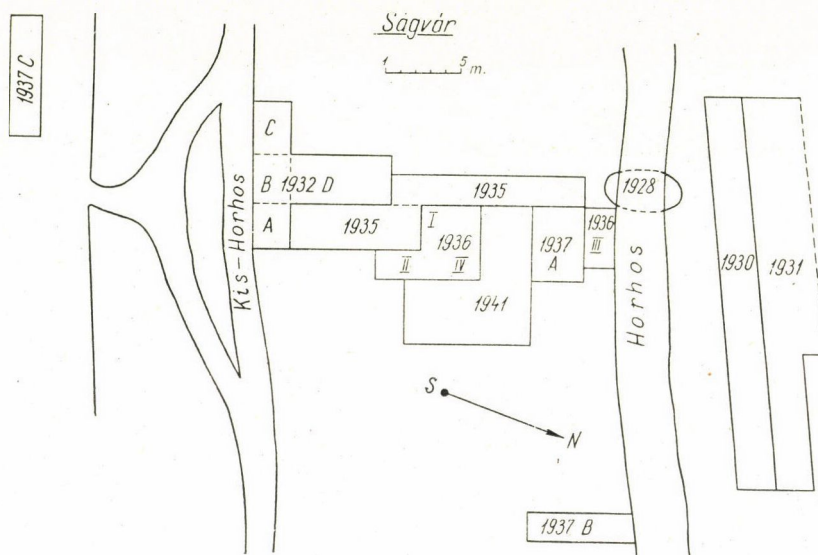 Ságvár
1 5 m.
1937 C
C
B 1932 D
A 1935
I
1935
1936
II IV
1937
A
1936
III
1941
1928
1930
1931
Kis-Horhos
Horhos
S
N
1937 B